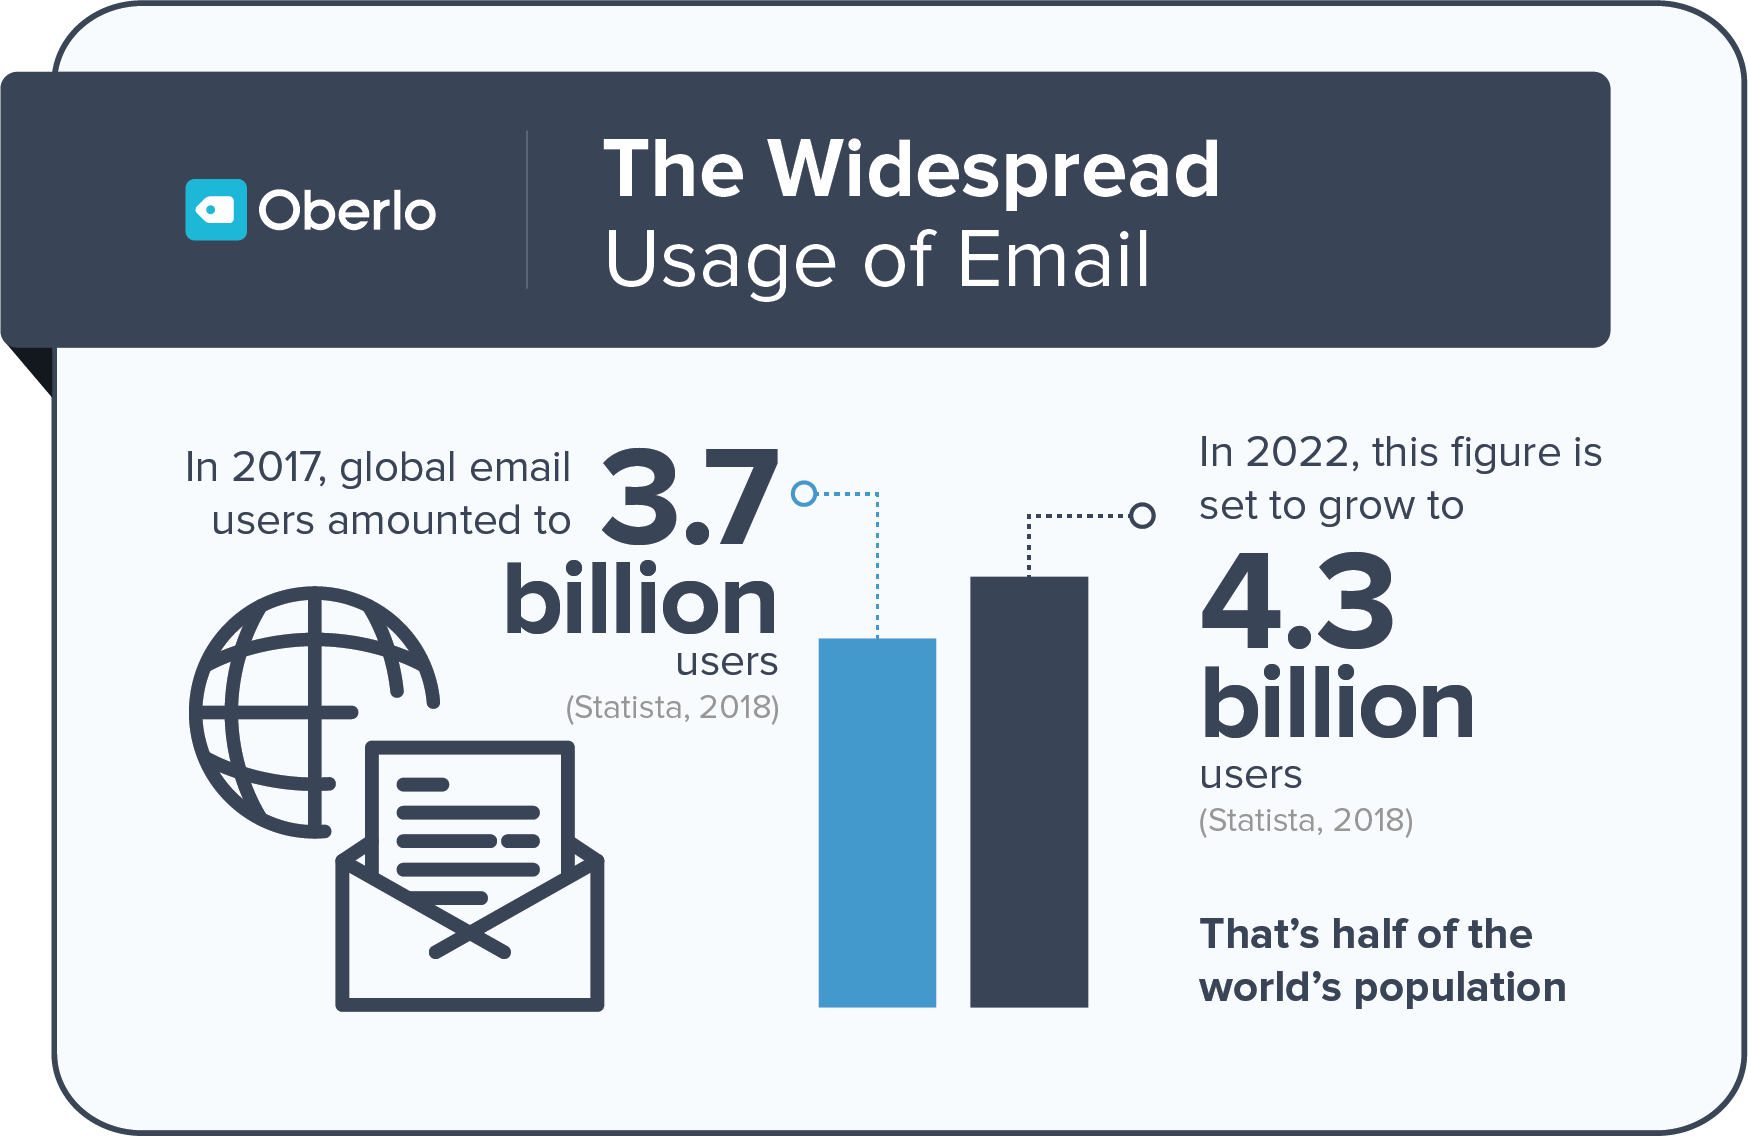 Oberlo
The Widespread
Usage of Email
In 2017, global email
users amounted to
3.7
billion
users
(Statista, 2018)
In 2022, this figure is
set to grow to
4.3
billion
users
(Statista, 2018)
That's half of the
world's population